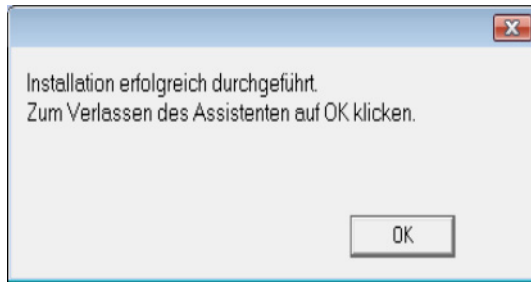 Installation erfolgreich durchgeführt.
Zum Verlassen des Assistenten auf OK klicken.
OK